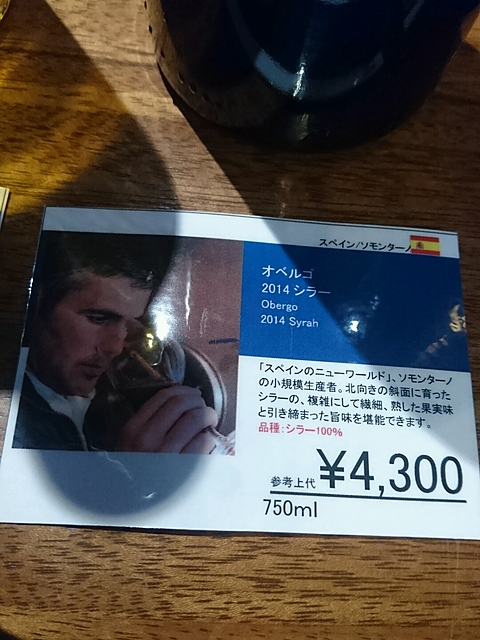 スペイン/ソモンターノ
オベルゴ
2014 シラー
Obergo
2014 Syrah
「スペインのニューワールド」、ソモンターノ
の小規模生産者。北向きの斜面に育った
シラーの、複雑にして繊細、熟した果実味
と引き締まった旨味を堪能できます。
品種：シラー100%
参考上代 ¥4,300
750ml